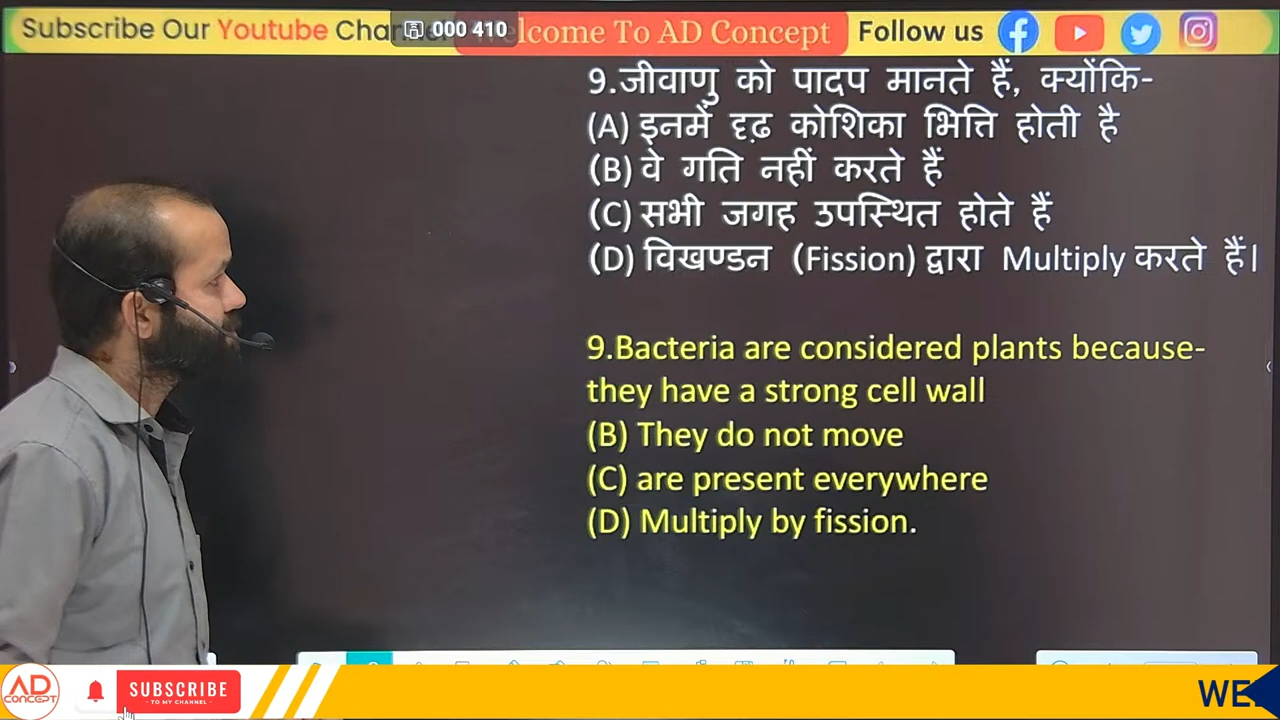 Subscribe Our Youtube Chan
000 410
Welcome To AD Concept
Follow us
9.जीवाणु को पादप मानते हैं, क्योंकि-
(A) इनमें दृढ़ कोशिका भित्ति होती है
(B) वे गति नहीं करते हैं
(C) सभी जगह उपस्थित होते हैं
(D) विखण्डन (Fission) द्वारा Multiply करते हैं।
9.Bacteria are considered plants because-
they have a strong cell wall
(B) They do not move
(C) are present everywhere
(D) Multiply by fission.
AD
CONCEPT
SUBSCRIBE
- TO MY CHANNEL -
WE